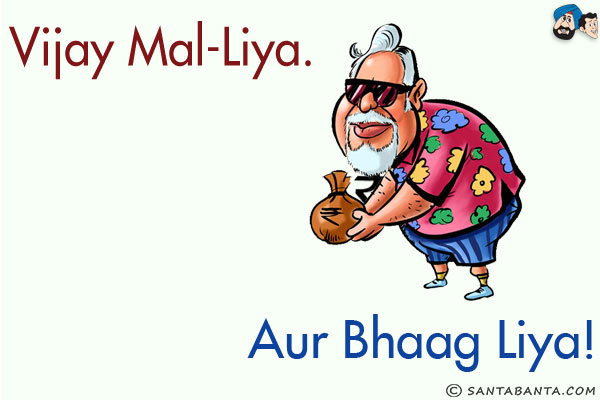 Vijay Mal-Liya.
₹
Aur Bhaag Liya!
© SANTABANTA.COM